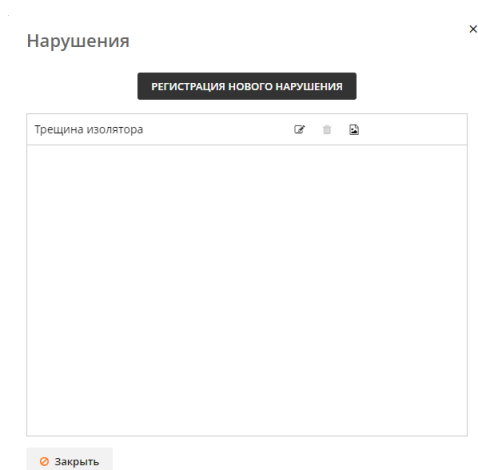 Нарушения
РЕГИСТРАЦИЯ НОВОГО НАРУШЕНИЯ
Трещина изолятора
Закрыть